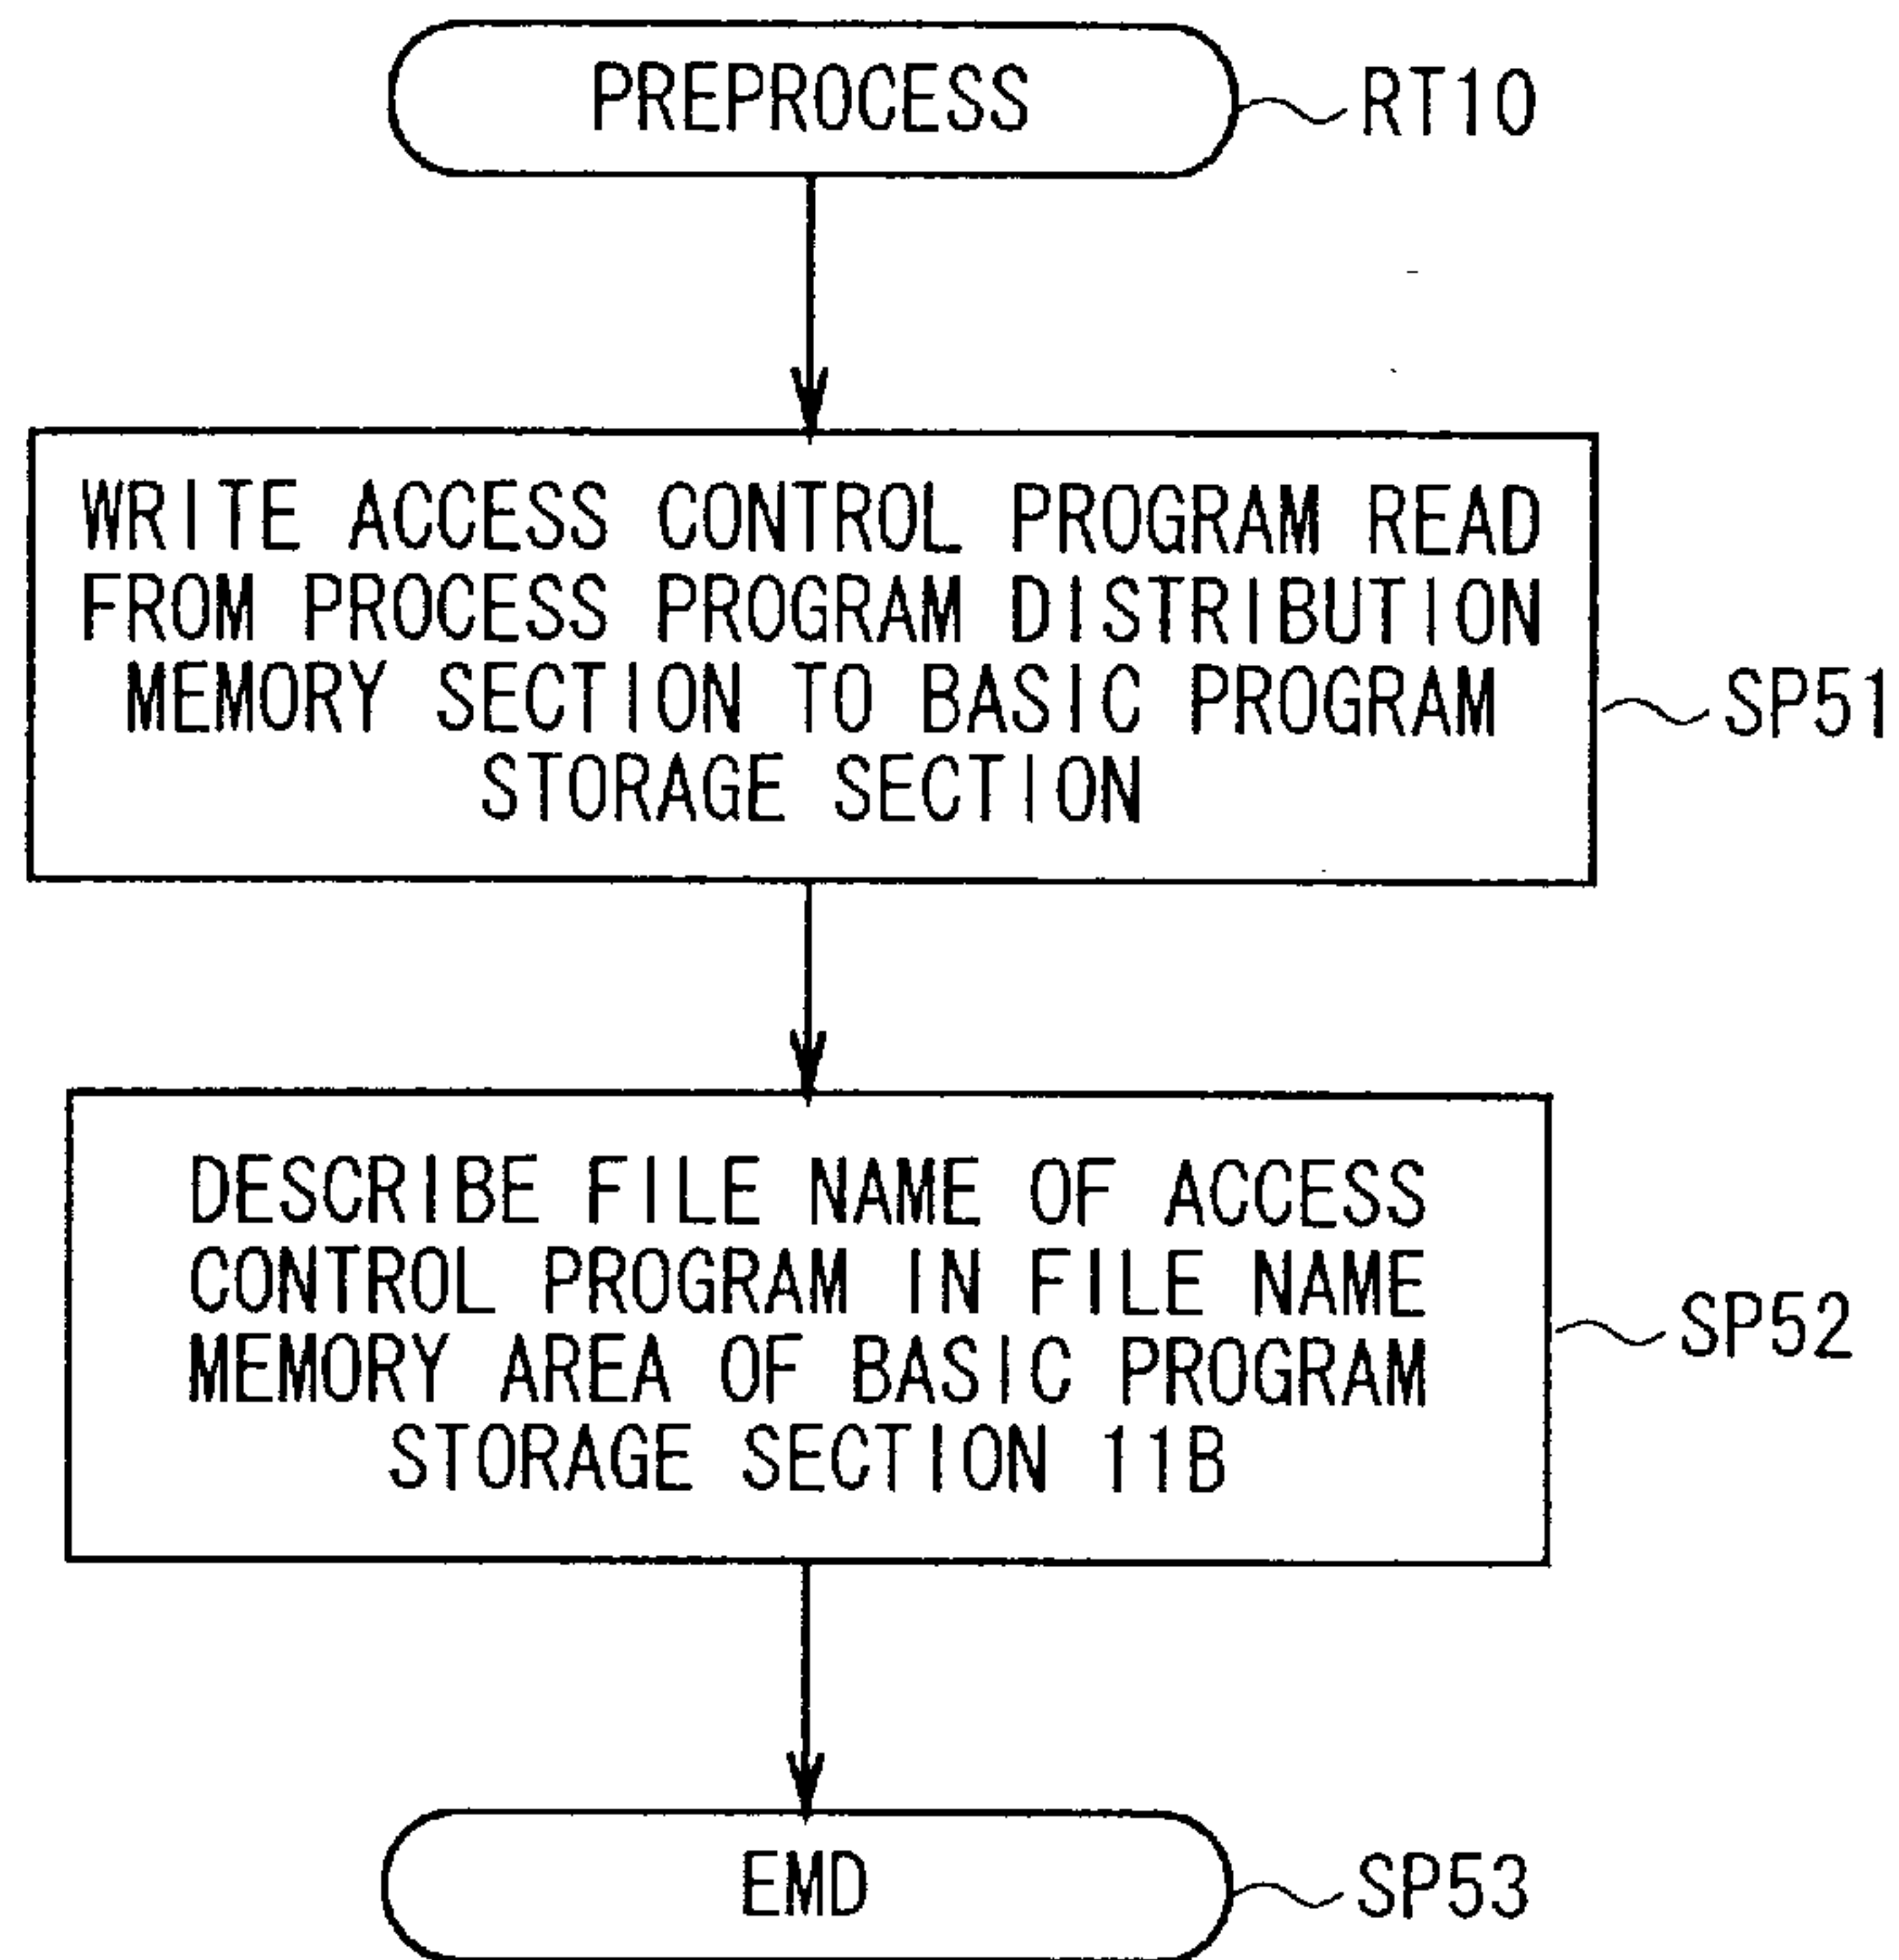 PREPROCESS
RT10
WRITE ACCESS CONTROL PROGRAM READ
FROM PROCESS PROGRAM DISTRIBUTION
MEMORY SECTION TO BASIC PROGRAM
STORAGE SECTION
SP51
DESCRIBE FILE NAME OF ACCESS
CONTROL PROGRAM IN FILE NAME
MEMORY AREA OF BASIC PROGRAM
STORAGE SECTION 11B
SP52
EMD
SP53